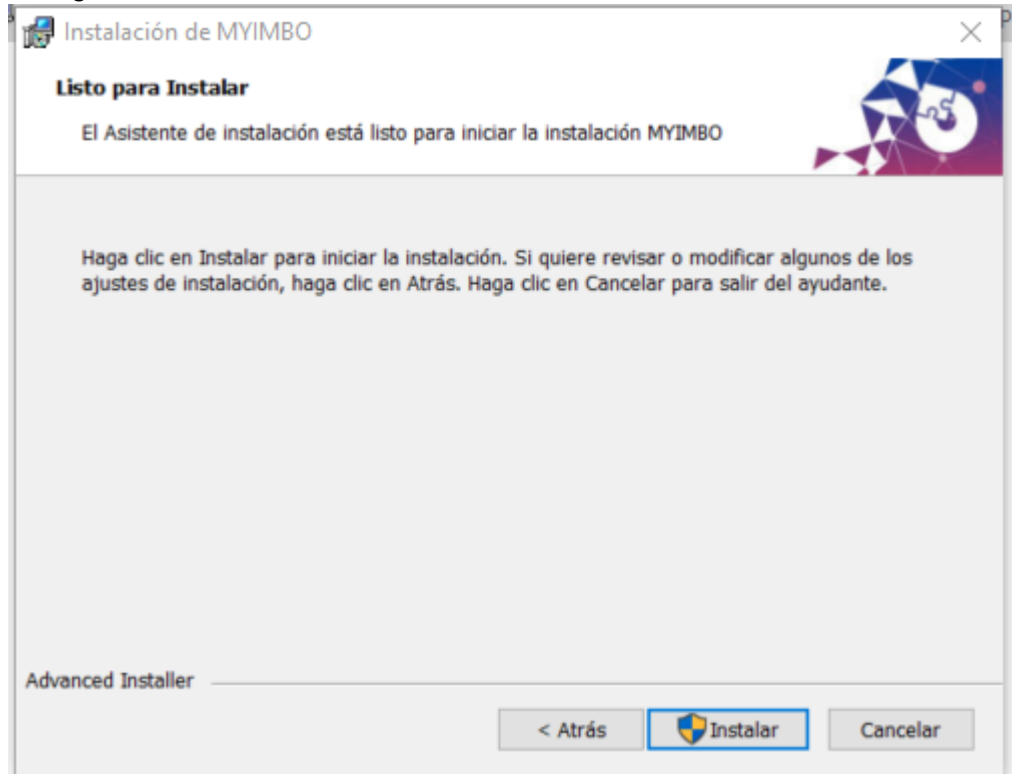 Instalación de MYIMBO
Listo para Instalar
El Asistente de instalación está listo para iniciar la instalación MYIMBO
Haga clic en Instalar para iniciar la instalación. Si quiere revisar o modificar algunos de los
ajustes de instalación, haga clic en Atrás. Haga clic en Cancelar para salir del ayudante.
Advanced Installer
< Atrás
Instalar
Cancelar